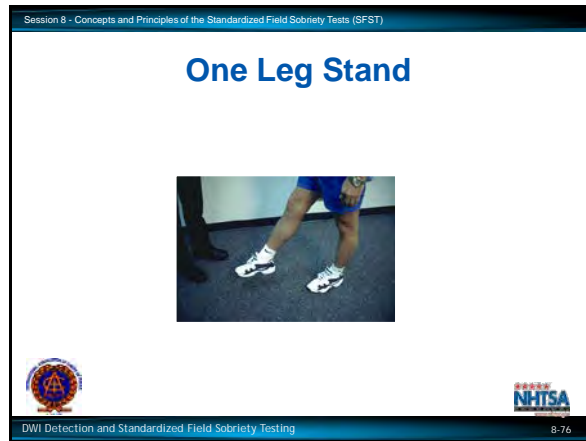 Session 8 - Concepts and Principles of the Standardized Field Sobriety Tests (SFST)
One Leg Stand
NHTSA
DWI Detection and Standardized Field Sobriety Testing
8-76